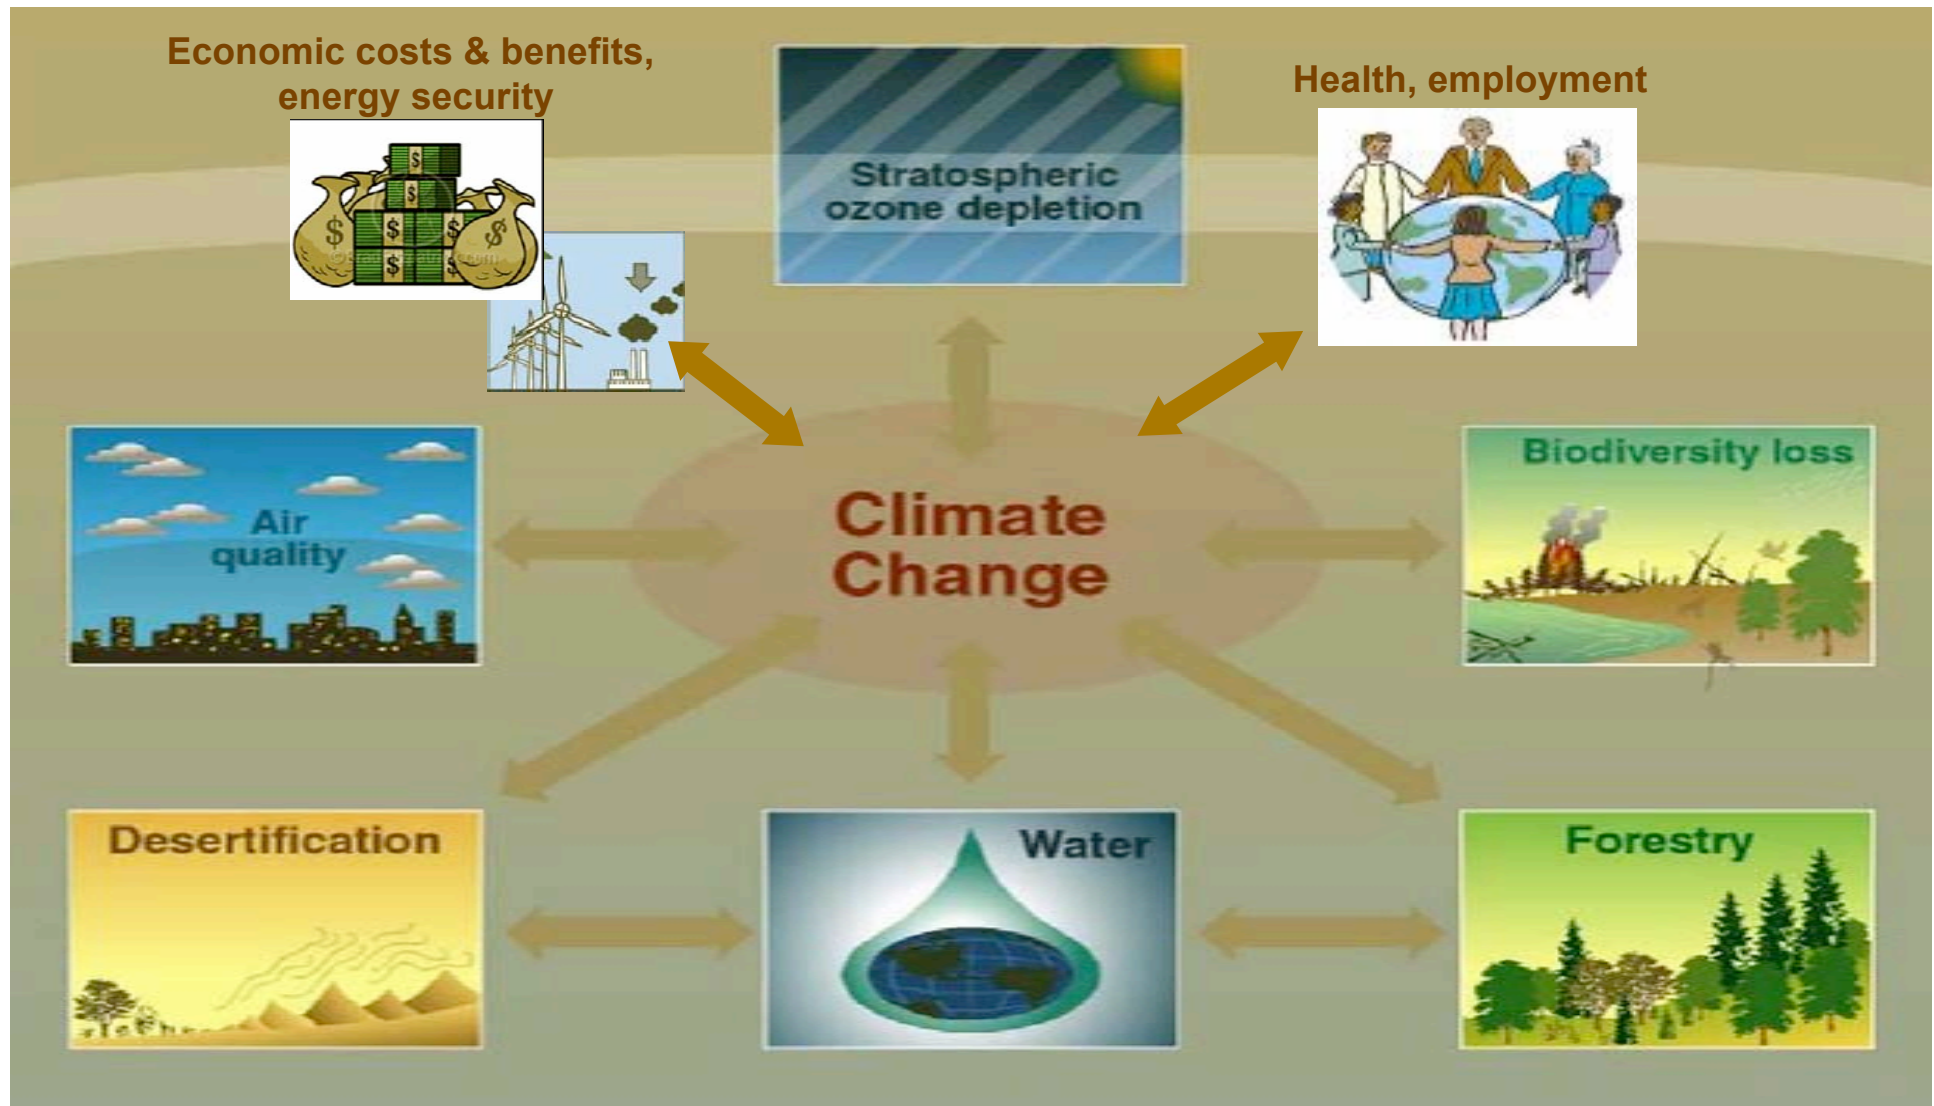 Economic costs & benefits,
energy security
Stratospheric
ozone depletion
Health, employment
$
$
$
$
$
$
$
$
Air
quality
Climate
Change
Biodiversity loss
Desertification
Water
Forestry